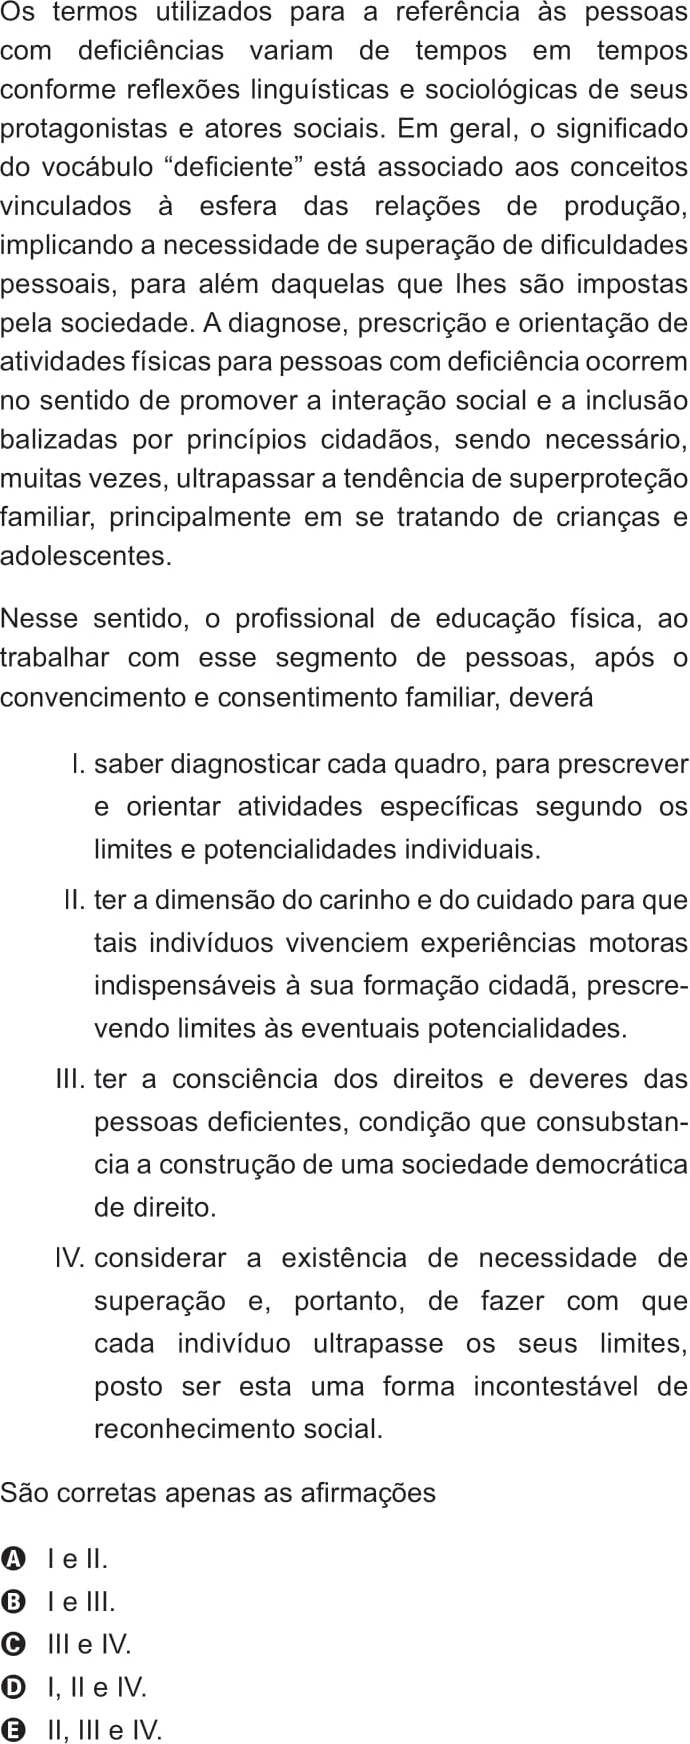 Os termos utilizados para a referência às pessoas
com deficiências variam de tempos em tempos
conforme reflexões linguísticas e sociológicas de seus
protagonistas e atores sociais. Em geral, o significado
do vocábulo “deficiente” está associado aos conceitos
vinculados à esfera das relações de produção,
implicando a necessidade de superação de dificuldades
pessoais, para além daquelas que lhes são impostas
pela sociedade. A diagnose, prescrição e orientação de
atividades físicas para pessoas com deficiência ocorrem
no sentido de promover a interação social e a inclusão
balizadas por princípios cidadãos, sendo necessário,
muitas vezes, ultrapassar a tendência de superproteção
familiar, principalmente em se tratando de crianças e
adolescentes.
Nesse sentido, o profissional de educação física, ao
trabalhar com esse segmento de pessoas, após o
convencimento e consentimento familiar, deverá
I. saber diagnosticar cada quadro, para prescrever
e orientar atividades específicas segundo os
limites e potencialidades individuais.
II. ter a dimensão do carinho e do cuidado para que
tais indivíduos vivenciem experiências motoras
indispensáveis à sua formação cidadã, prescre-
vendo limites às eventuais potencialidades.
III. ter a consciência dos direitos e deveres das
pessoas deficientes, condição que consubstan-
cia a construção de uma sociedade democrática
de direito.
IV. considerar a existência de necessidade de
superação e, portanto, de fazer com que
cada indivíduo ultrapasse os seus limites,
posto ser esta uma forma incontestável de
reconhecimento social.
São corretas apenas as afirmações
A I e II.
B I e III.
C III e IV.
D I, II e IV.
E II, III e IV.